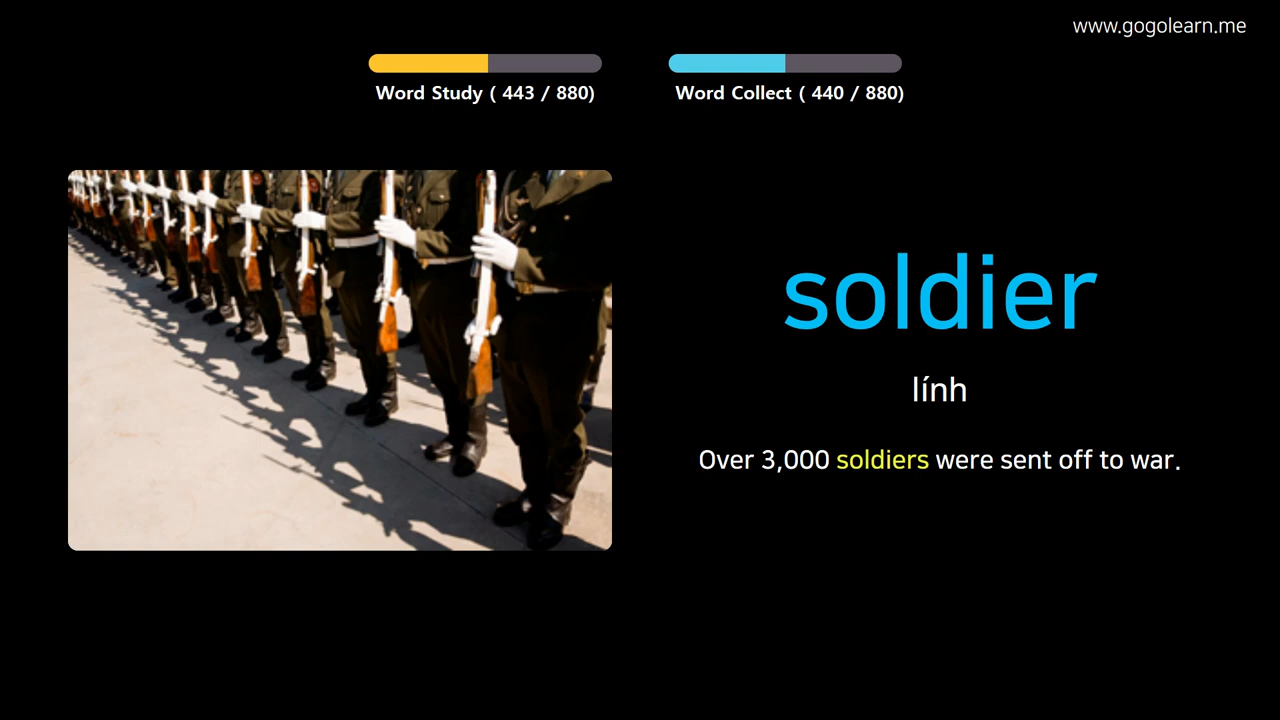 www.gogolearn.me
Word Study ( 443 / 880)
Word Collect ( 440 / 880)
soldier
lính
Over 3,000 soldiers were sent off to war.